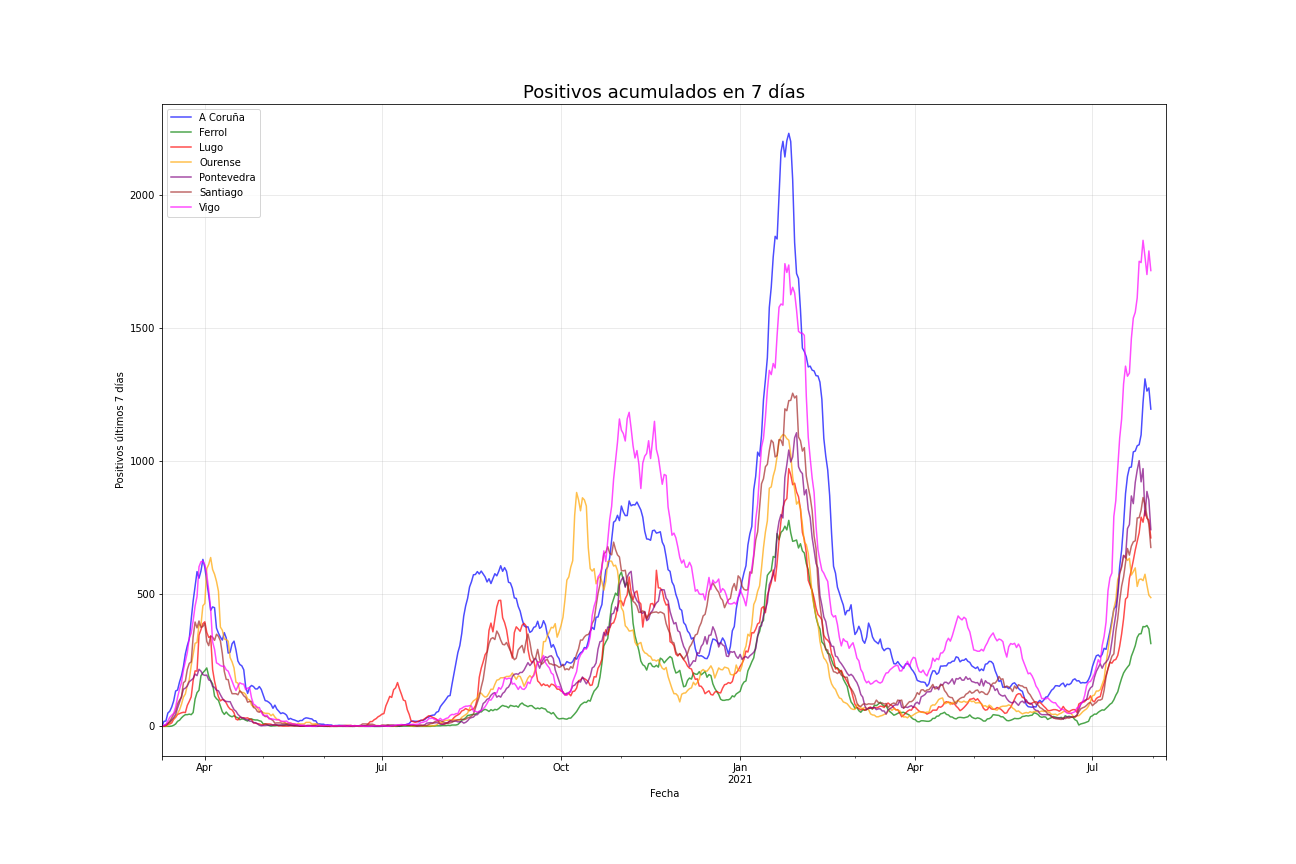 Positivos acumulados en 7 días
A Coruña
Ferrol
Lugo
Ourense
Pontevedra
Santiago
Vigo
Positivos últimos 7 días
2000
1500
1000
500
0
Apr
Jul
Oct
Jan
2021
Apr
Jul
Fecha